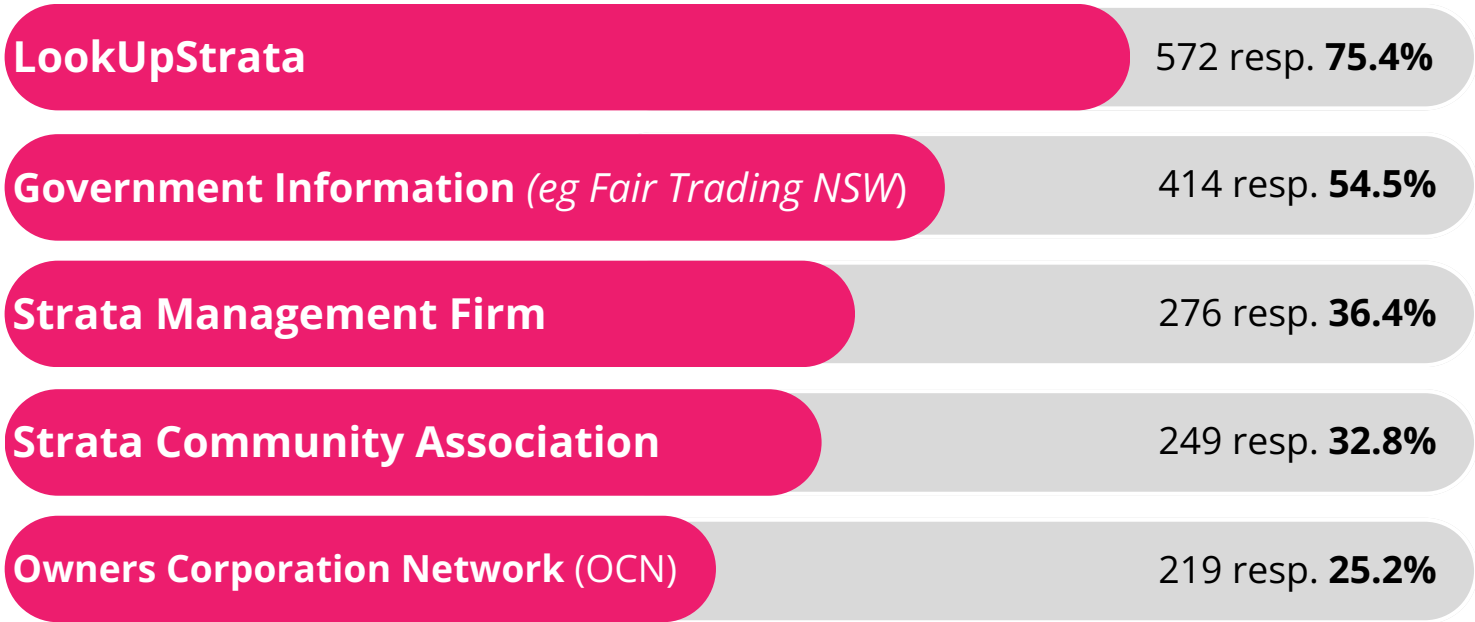 LookUpStrata 572 resp. 75.4%
Government Information (eg Fair Trading NSW) 414 resp. 54.5%
Strata Management Firm 276 resp. 36.4%
Strata Community Association 249 resp. 32.8%
Owners Corporation Network (OCN) 219 resp. 25.2%